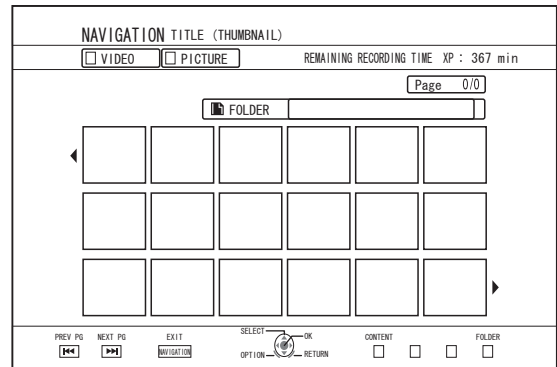 NAVIGATION TITLE (THUMBNAIL)
VIDEO PICTURE REMAINING RECORDING TIME XP : 367 min
Page 0/0
FOLDER
PREV PG NEXT PG EXIT SELECT OK CONTENT FOLDER
NAVIGATION OPTION RETURN